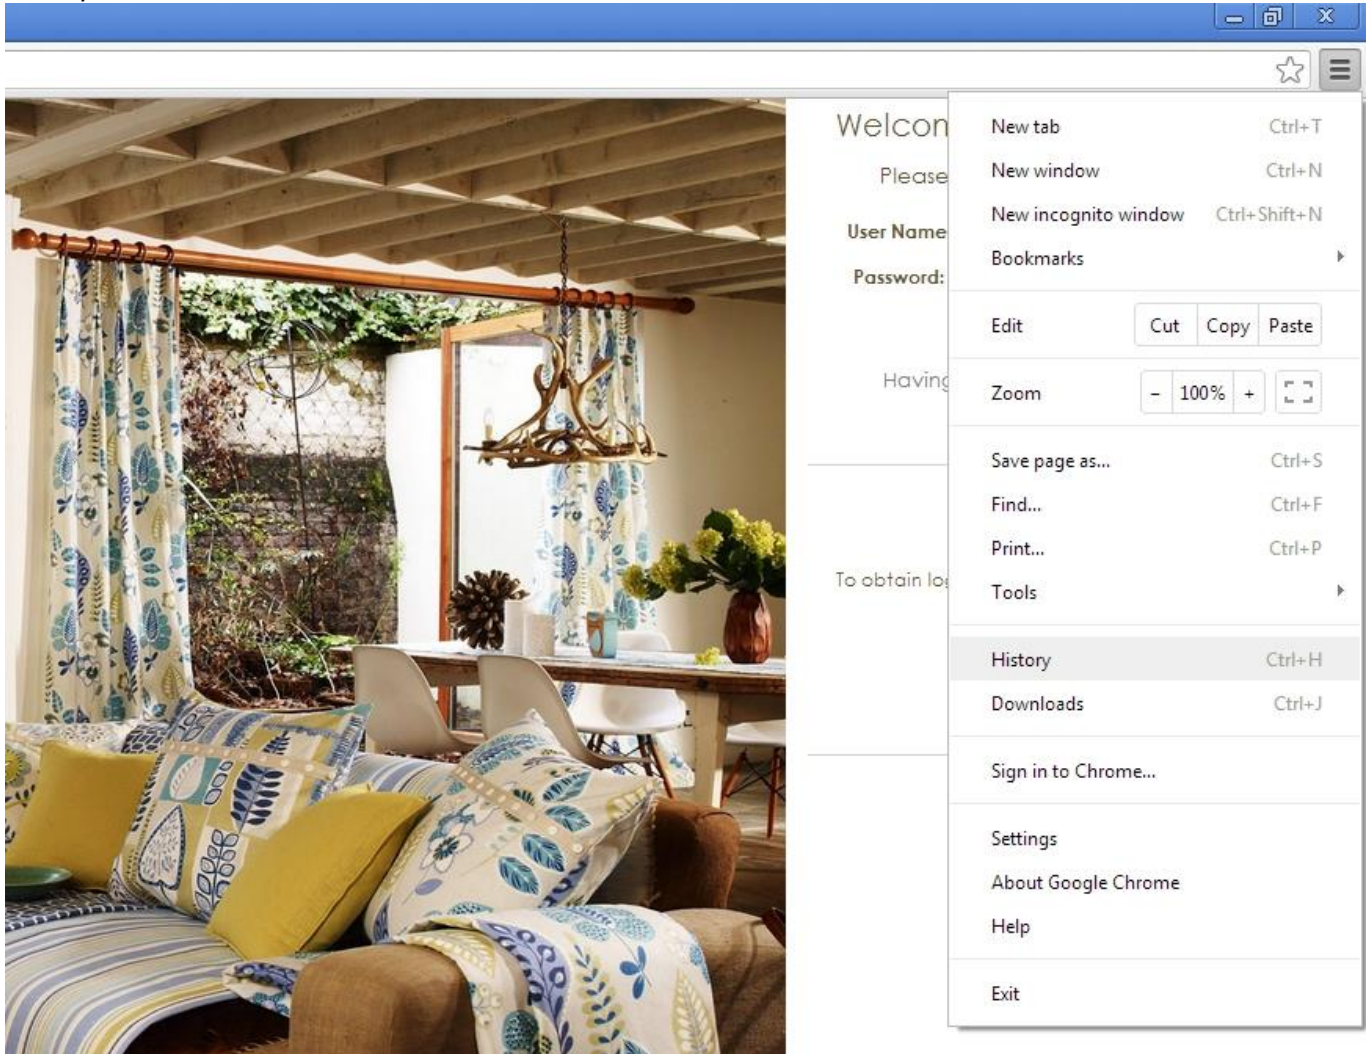 Welcon
Please
User Name
Password:
Having
To obtain log
New tab Ctrl+T
New window Ctrl+N
New incognito window Ctrl+Shift+N
Bookmarks
Edit Cut Copy Paste
Zoom - 100% +
Save page as... Ctrl+S
Find... Ctrl+F
Print... Ctrl+P
Tools
History Ctrl+H
Downloads Ctrl+J
Sign in to Chrome...
Settings
About Google Chrome
Help
Exit